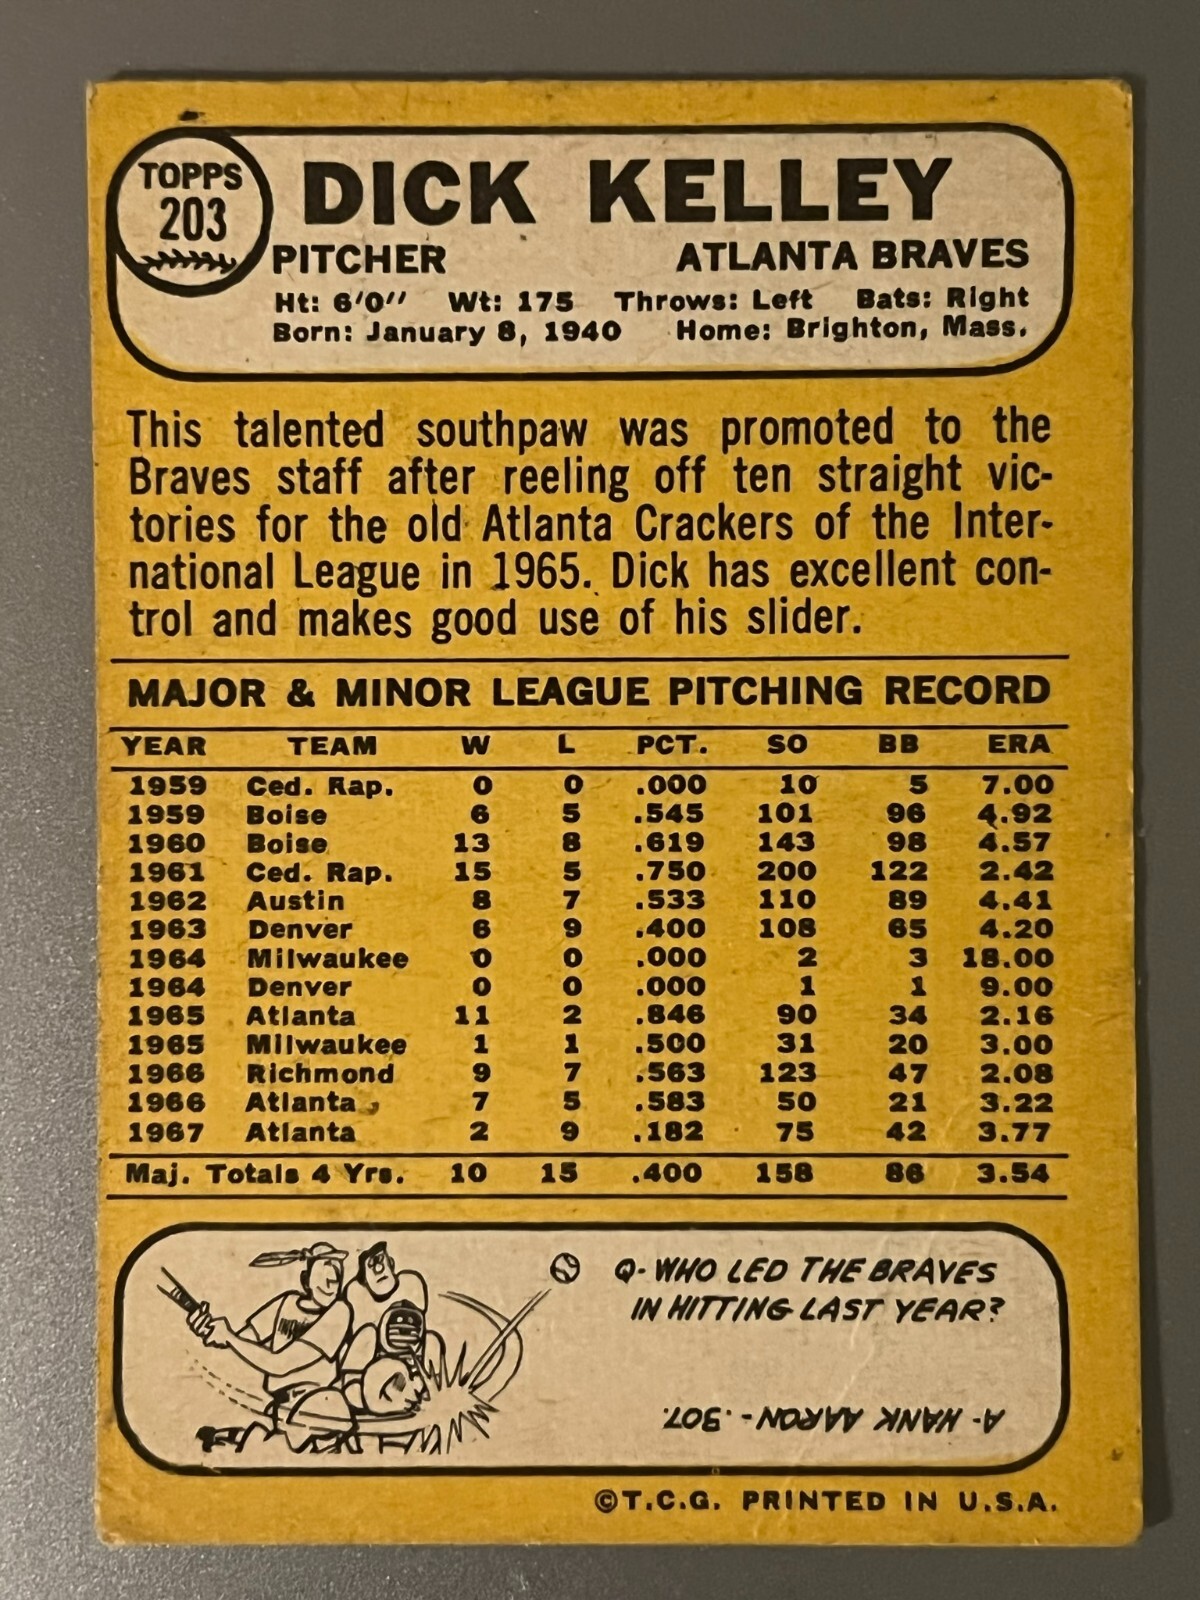 TOPPS
203
DICK KELLEY
PITCHER ATLANTA BRAVES
Ht: 6'0" Wt: 175 Throws: Left Bats: Right
Born: January 8, 1940 Home: Brighton, Mass.
This talented southpaw was promoted to the
Braves staff after reeling off ten straight vic-
tories for the old Atlanta Crackers of the Inter-
national League in 1965. Dick has excellent con-
trol and makes good use of his slider.
MAJOR & MINOR LEAGUE PITCHING RECORD
YEAR TEAM W L PCT. SO BB ERA
1959 Ced. Rap. 0 0 .000 10 5 7.00
1959 Boise 6 5 .545 101 96 4.92
1960 Boise 13 8 .619 143 98 4.57
1961 Ced. Rap. 15 5 .750 200 122 2.42
1962 Austin 8 7 .533 110 89 4.41
1963 Denver 6 9 .400 108 65 4.20
1964 Milwaukee 0 0 .000 2 3 18.00
1964 Denver 0 0 .000 1 1 9.00
1965 Atlanta 11 2 .846 90 34 2.16
1965 Milwaukee 1 1 .500 31 20 3.00
1966 Richmond 9 7 .563 123 47 2.08
1966 Atlanta 7 5 .583 50 21 3.22
1967 Atlanta 2 9 .182 75 42 3.77
Maj. Totals 4 Yrs. 10 15 .400 158 86 3.54
Q- WHO LED THE BRAVES
IN HITTING LAST YEAR?
A- HANK AARON - .307.
©T.C.G. PRINTED IN U.S.A.